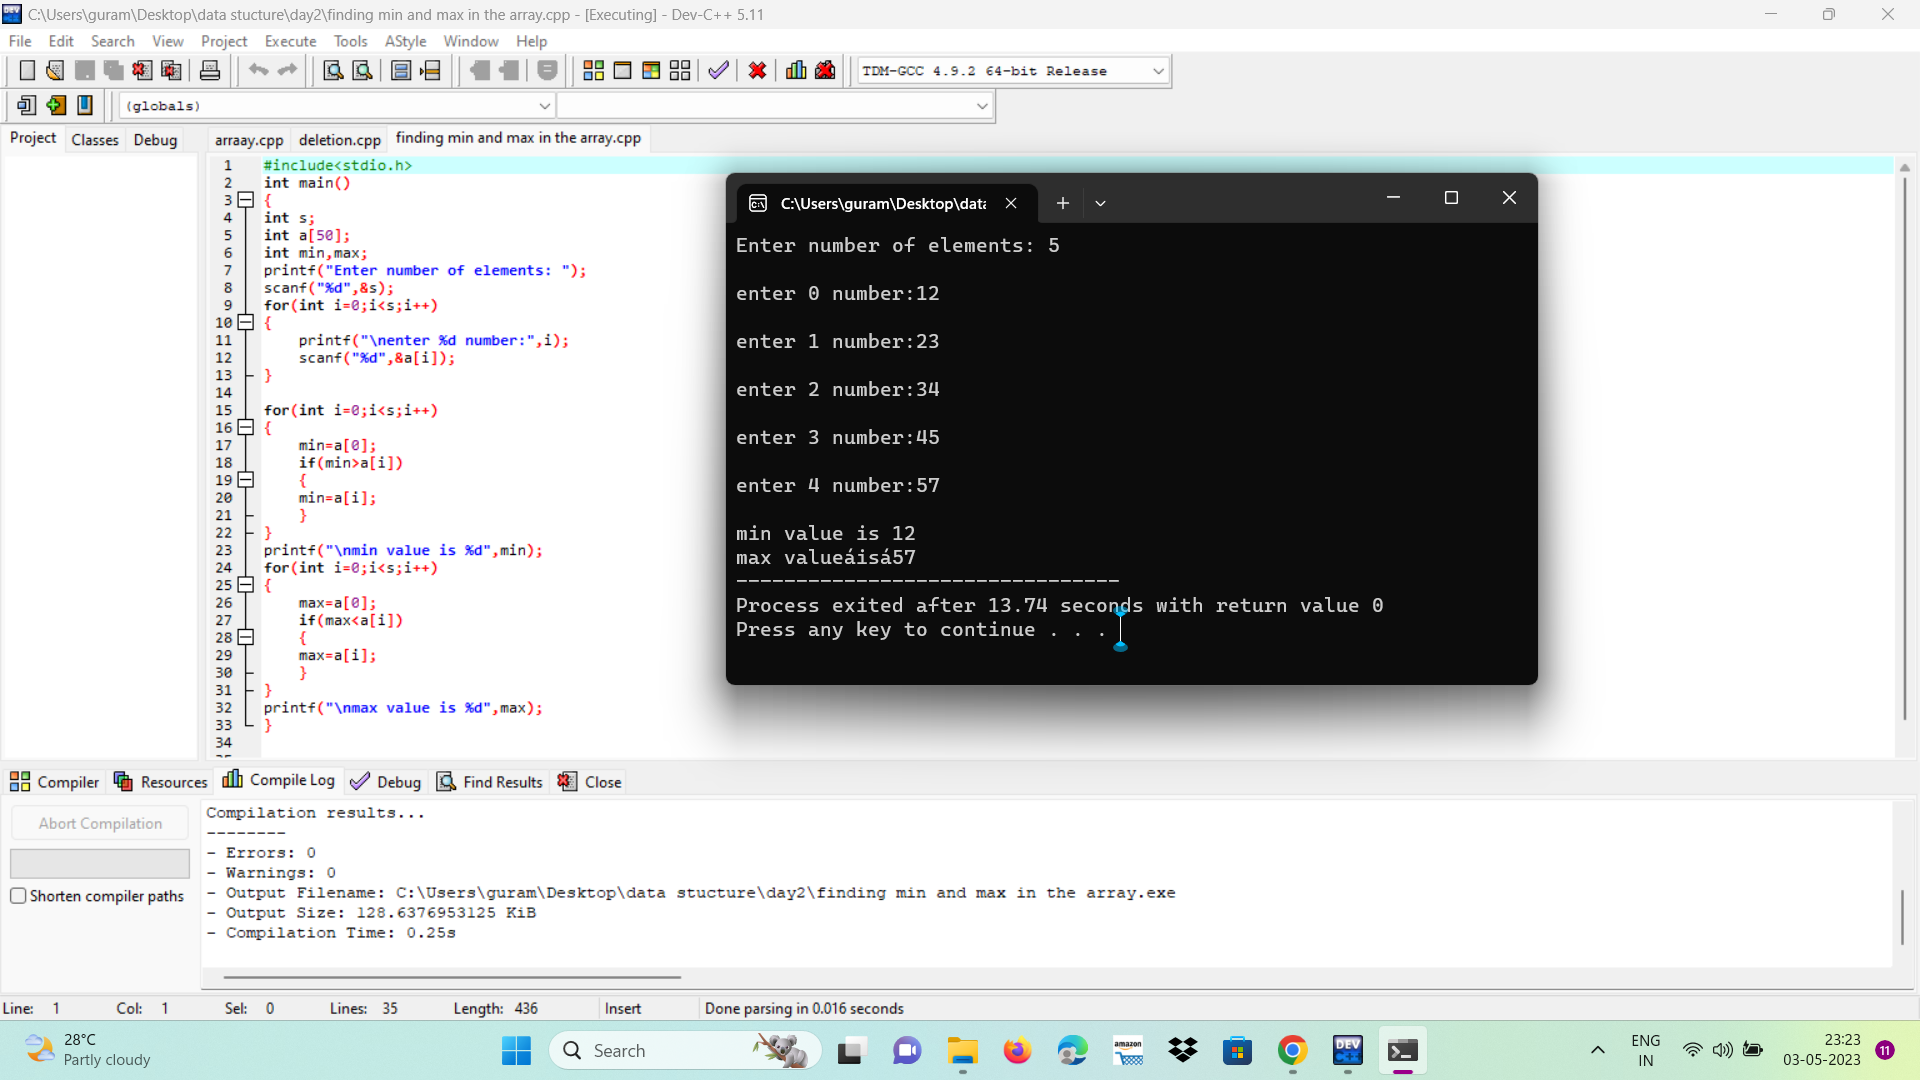 C:\Users\guram\Desktop\data stucture\day2\finding min and max in the array.cpp - [Executing] - Dev-C++ 5.11
File Edit Search View Project Execute Tools AStyle Window Help
TDM-GCC 4.9.2 64-bit Release
(globals)
Project Classes Debug
arraay.cpp deletion.cpp finding min and max in the array.cpp
1 #include<stdio.h>
2 int main()
3 {
4 int s;
5 int a[50];
6 int min,max;
7 printf("Enter number of elements: ");
8 scanf("%d",&s);
9 for(int i=0;i<s;i++)
10 {
11 printf("\nenter %d number:",i);
12 scanf("%d",&a[i]);
13 }
14
15 for(int i=0;i<s;i++)
16 {
17 min=a[0];
18 if(min>a[i])
19 {
20 min=a[i];
21 }
22 }
23 printf("\nmin value is %d",min);
24 for(int i=0;i<s;i++)
25 {
26 max=a[0];
27 if(max<a[i])
28 {
29 max=a[i];
30 }
31 }
32 printf("\nmax value is %d",max);
33 }
34
C:\Users\guram\Desktop\data
Enter number of elements: 5
enter 0 number:12
enter 1 number:23
enter 2 number:34
enter 3 number:45
enter 4 number:57
min value is 12
max valueáisá57
--------------------------------
Process exited after 13.74 seconds with return value 0
Press any key to continue . . .
Compiler Resources Compile Log Debug Find Results Close
Abort Compilation
Shorten compiler paths
Compilation results...
--------
- Errors: 0
- Warnings: 0
- Output Filename: C:\Users\guram\Desktop\data stucture\day2\finding min and max in the array.exe
- Output Size: 128.6376953125 KiB
- Compilation Time: 0.25s
Line: 1 Col: 1 Sel: 0 Lines: 35 Length: 436 Insert Done parsing in 0.016 seconds
28°C
Partly cloudy
Search
amazon
DEV
C++
ENG
IN
23:23
03-05-2023
11